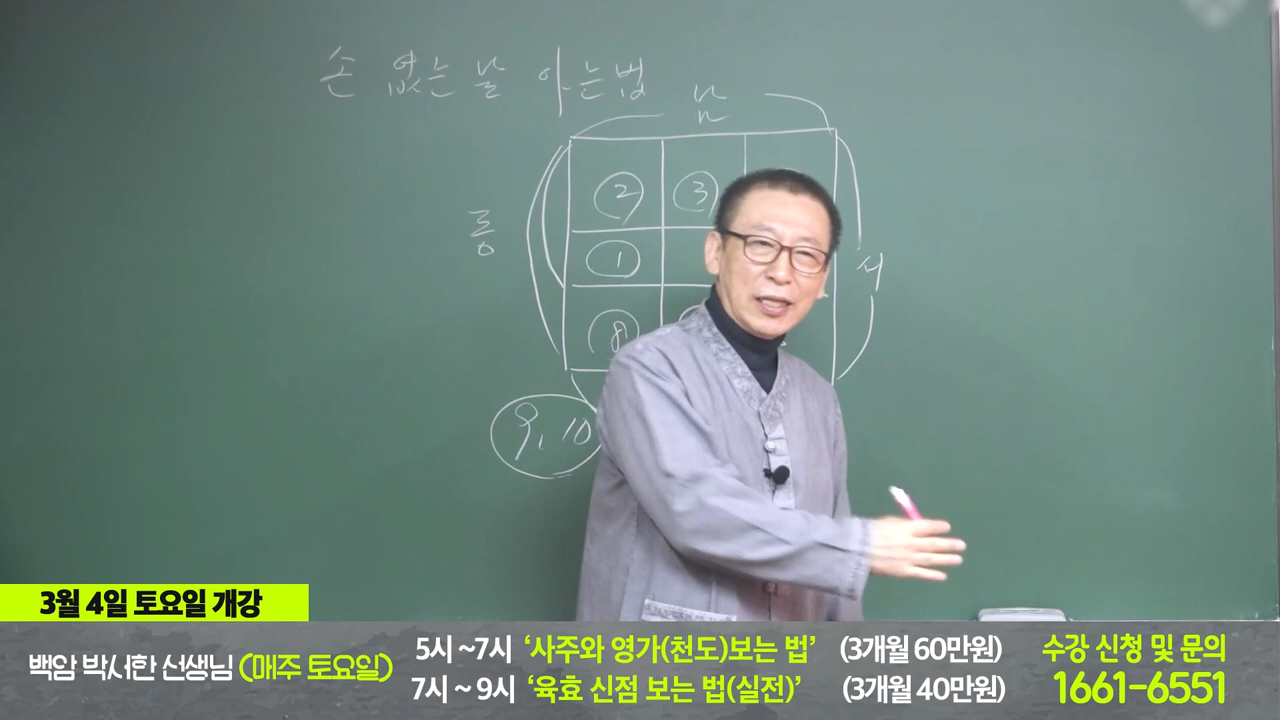 손 없는 날 아는법
남
② ③
동
①
서
⑧
9, 10
3월 4일 토요일 개강
백암 박서한 선생님 (매주 토요일)
5시 ~7시 '사주와 영가(천도)보는 법' (3개월 60만원)
7시 ~ 9시 '육효 신점 보는 법(실전)' (3개월 40만원)
수강 신청 및 문의
1661-6551